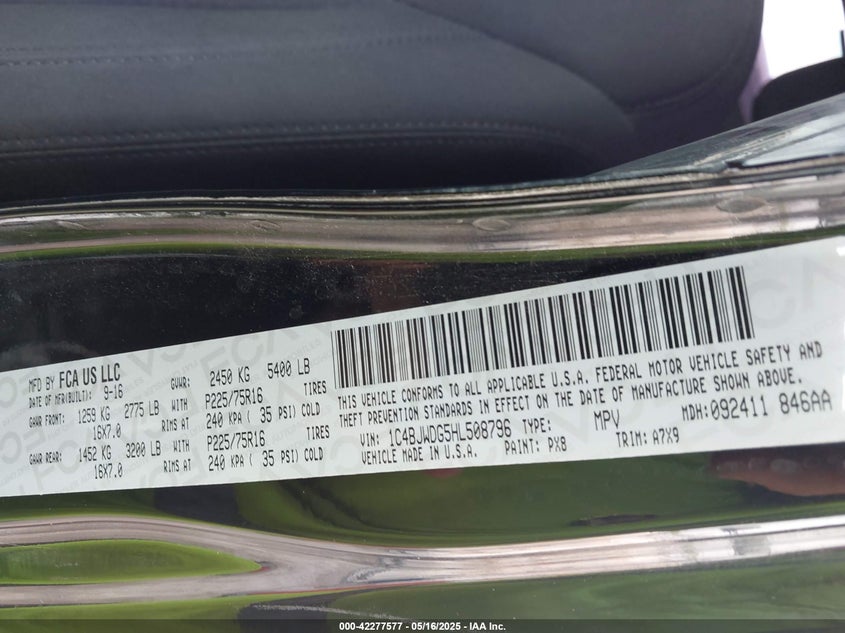 MFD BY FCA US LLC
DATE OF MFR(BUILT): 9-16 GVWR: 2450 KG 5400 LB
GAWR FRONT: 1259 KG 2775 LB WITH P225/75R16 TIRES
16X7.0 RIMS AT 240 KPA ( 35 PSI) COLD
GAWR REAR: 1452 KG 3200 LB WITH P225/75R16 TIRES
16X7.0 RIMS AT 240 KPA ( 35 PSI) COLD
THIS VEHICLE CONFORMS TO ALL APPLICABLE U.S.A. FEDERAL MOTOR VEHICLE SAFETY AND
THEFT PREVENTION STANDARDS IN EFFECT ON THE DATE OF MANUFACTURE SHOWN ABOVE.
VIN: 1C4BJWDG5HL508796 TYPE: MPV MDH: 092411 846AA
VEHICLE MADE IN U.S.A. PAINT: PX8 TRIM: A7X9
000-42277577 - 05/16/2025 - IAA Inc.